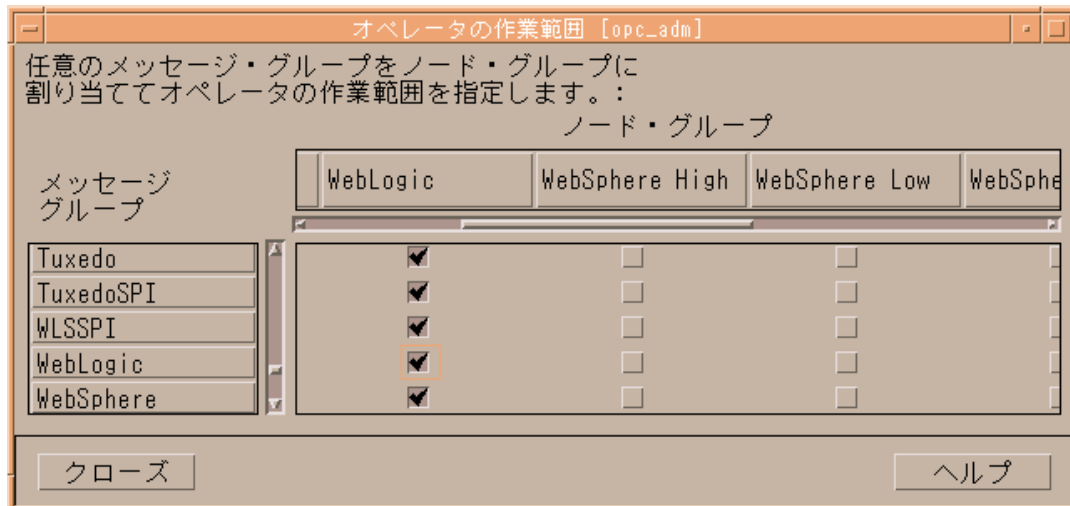 オペレータの作業範囲 [opc_adm]
任意のメッセージ・グループをノード・グループに
割り当ててオペレータの作業範囲を指定します。:
ノード・グループ
メッセージ
グループ
WebLogic
WebSphere High
WebSphere Low
WebSphe
Tuxedo
TuxedoSPI
WLSSPI
WebLogic
WebSphere
クローズ
ヘルプ